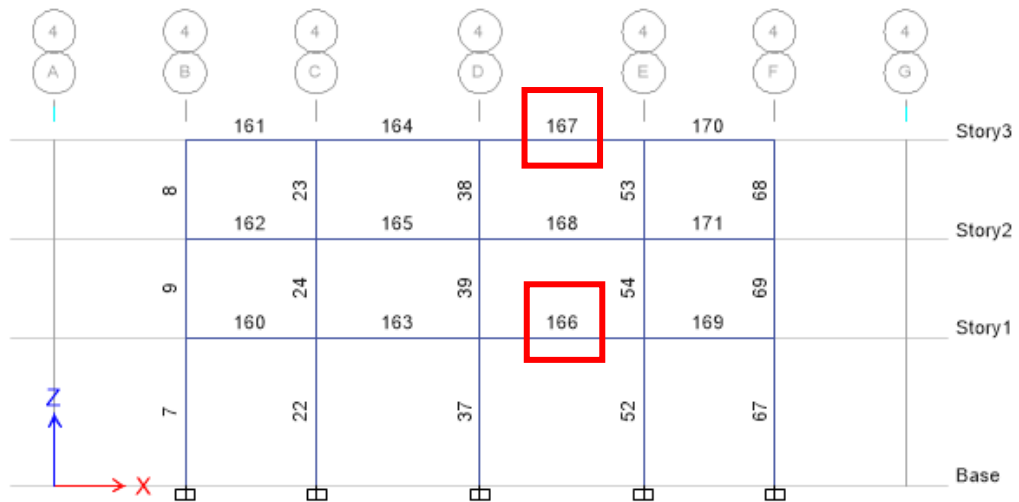 4 4 4 4 4 4 4
A B C D E F G
161 164 167 170
Story3
8 23 38 53 68
162 165 168 171
Story2
9 24 39 54 69
160 163 166 169
Story1
7 22 37 52 67
Z
Base
X